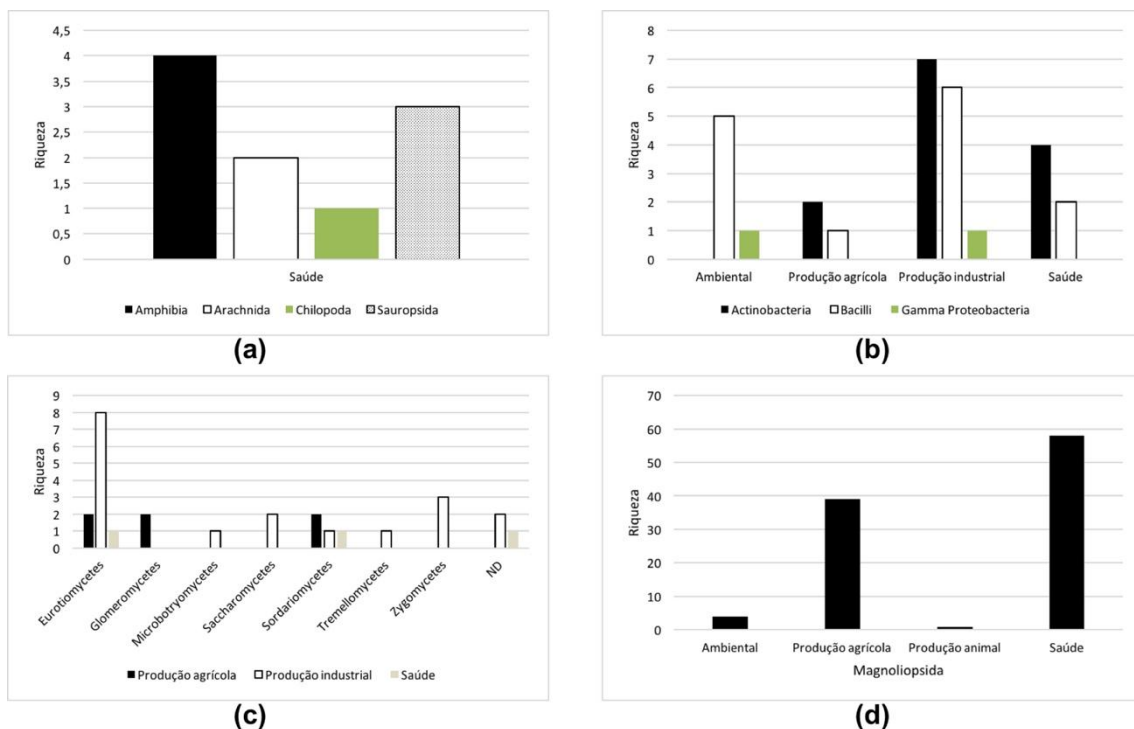 4,5
4
3,5
3
2,5
2
1,5
1
0,5
0
Riqueza
Saúde
Amphibia Arachnida Chilopoda Sauropsida
(a)
8
7
6
5
4
3
2
1
0
Riqueza
Ambiental Produção agrícola Produção industrial Saúde
Actinobacteria Bacilli Gamma Proteobacteria
(b)
9
8
7
6
5
4
3
2
1
0
Riqueza
Eurotiomycetes
Glomeromycetes
Microbotryomycetes
Saccharomycetes
Sordariomycetes
Tremellomycetes
Zygomycetes
ND
Produção agrícola Produção industrial Saúde
(c)
70
60
50
40
30
20
10
0
Riqueza
Ambiental Produção agrícola Produção animal Saúde
Magnoliopsida
(d)